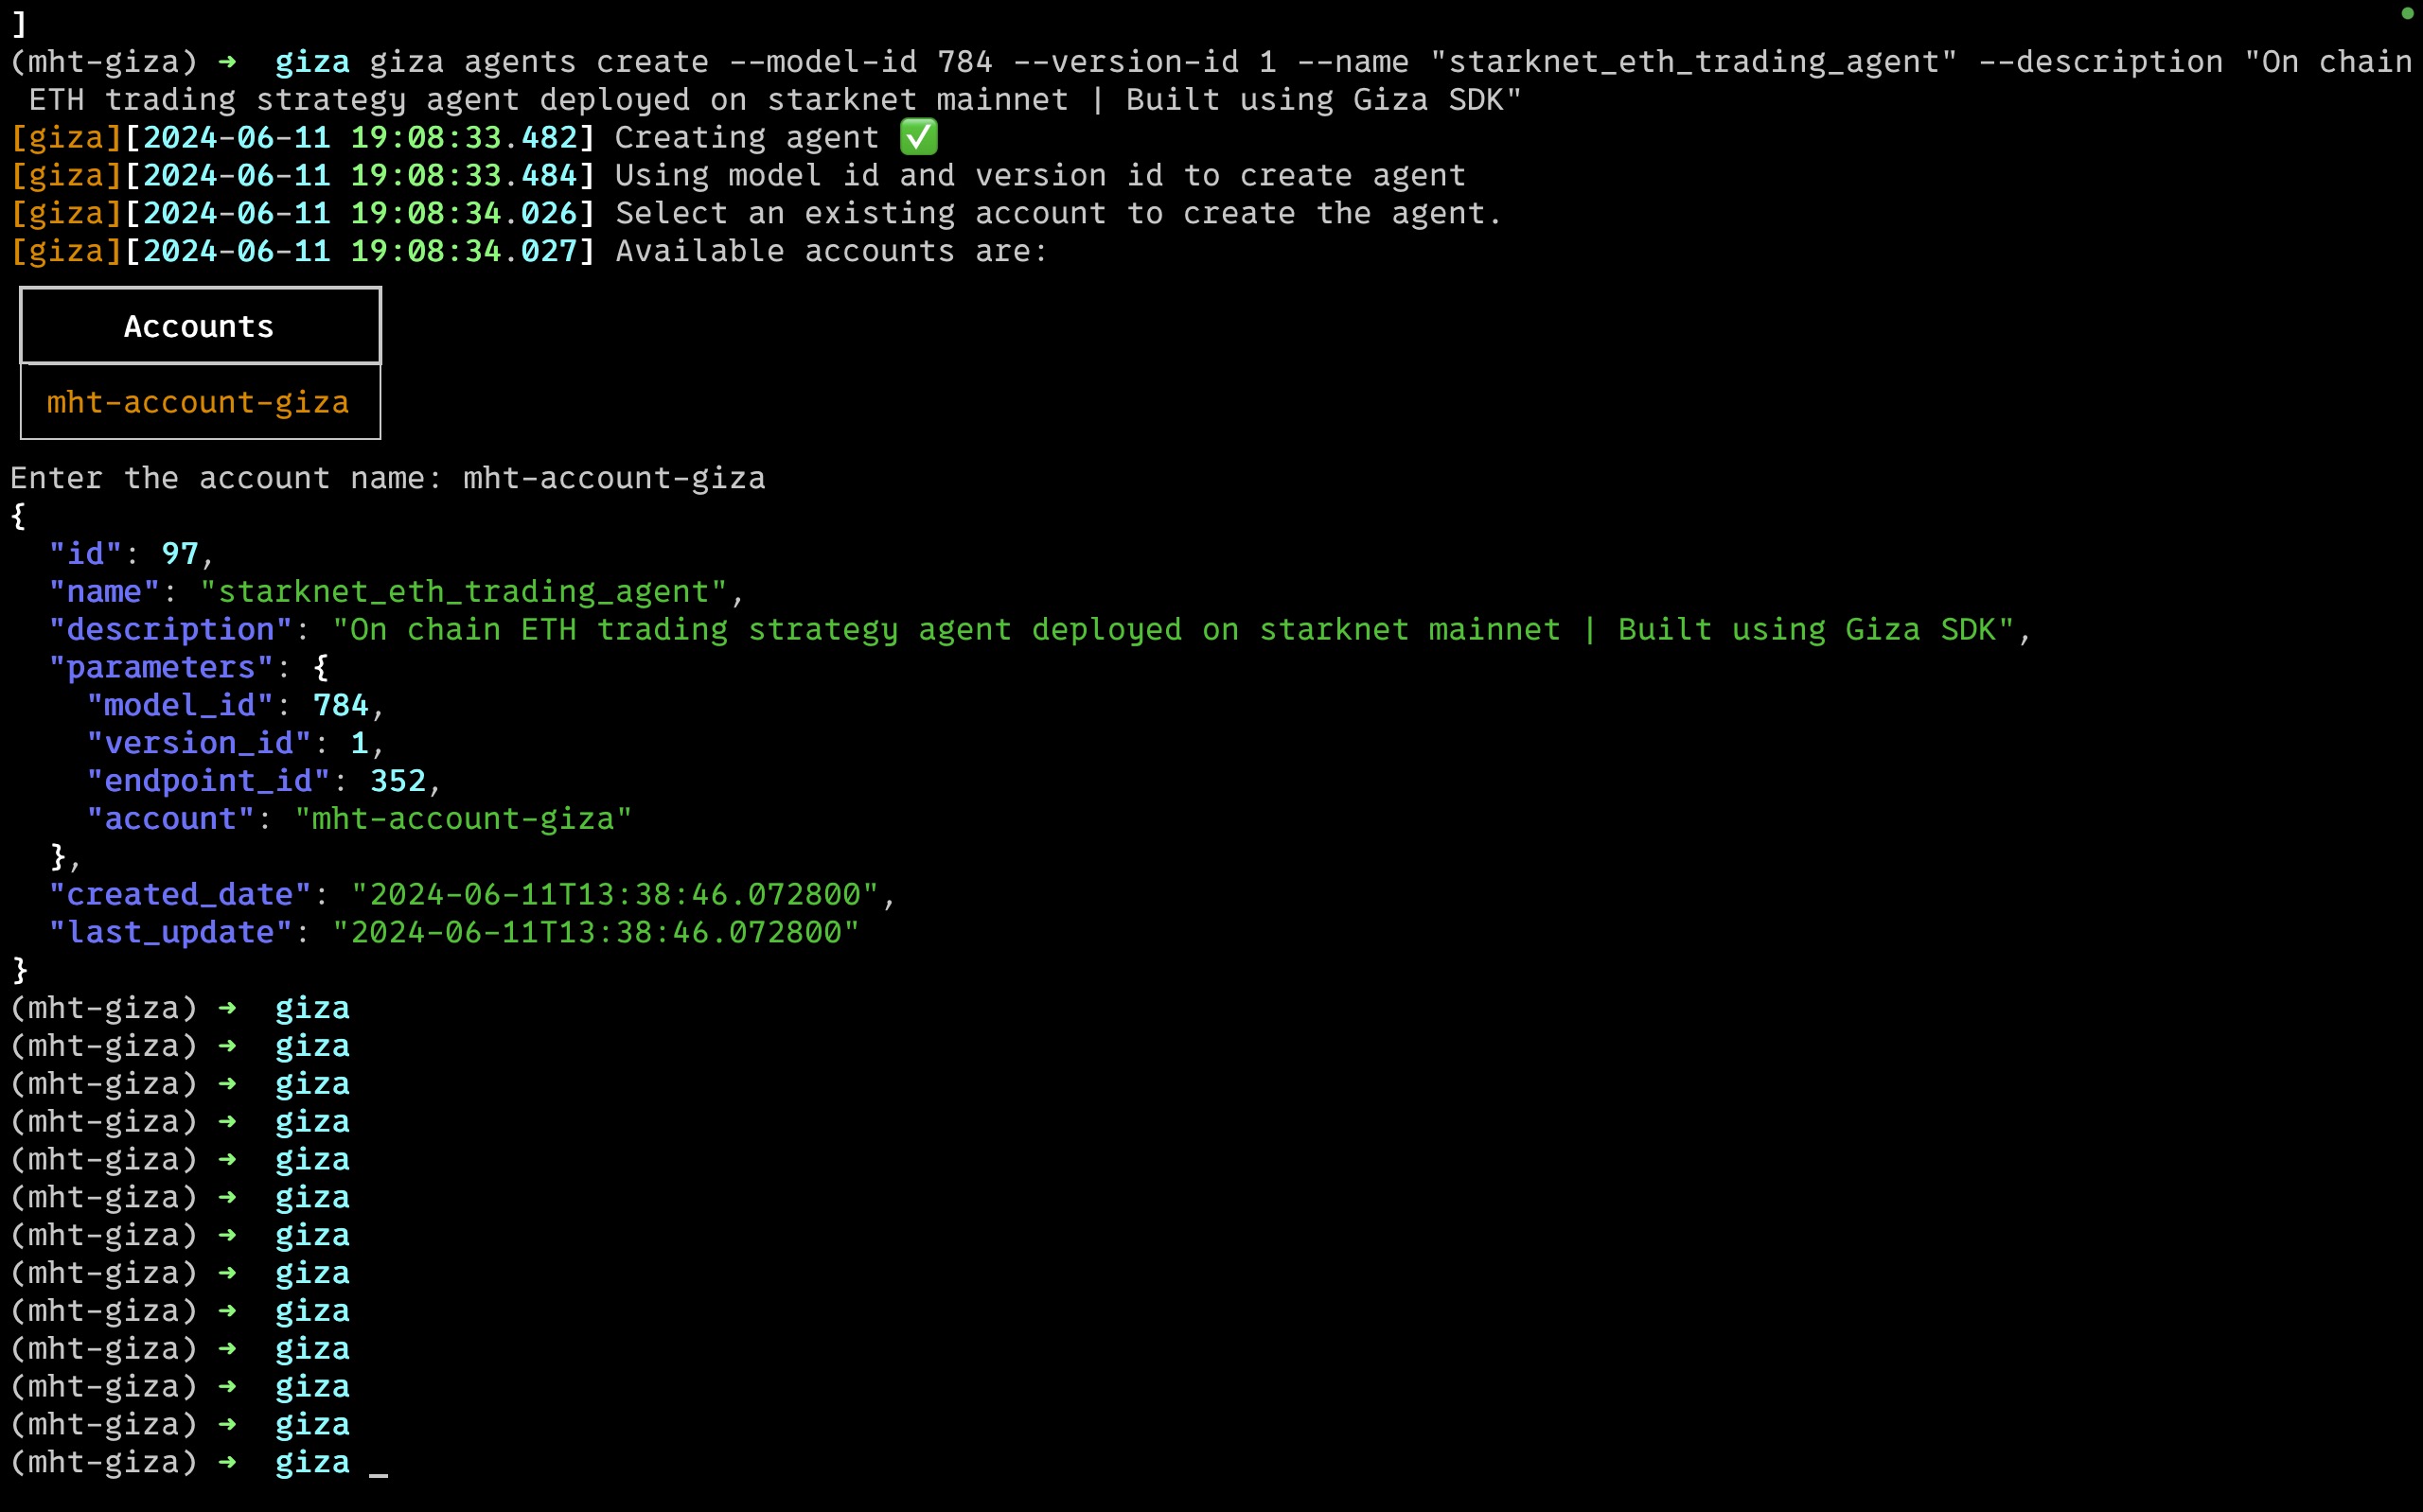 ]
(mht-giza) ➜  giza giza agents create --model-id 784 --version-id 1 --name "starknet_eth_trading_agent" --description "On chain
 ETH trading strategy agent deployed on starknet mainnet | Built using Giza SDK"
[giza][2024-06-11 19:08:33.482] Creating agent ✅
[giza][2024-06-11 19:08:33.484] Using model id and version id to create agent
[giza][2024-06-11 19:08:34.026] Select an existing account to create the agent.
[giza][2024-06-11 19:08:34.027] Available accounts are:
Accounts
mht-account-giza
Enter the account name: mht-account-giza
{
  "id": 97,
  "name": "starknet_eth_trading_agent",
  "description": "On chain ETH trading strategy agent deployed on starknet mainnet | Built using Giza SDK",
  "parameters": {
    "model_id": 784,
    "version_id": 1,
    "endpoint_id": 352,
    "account": "mht-account-giza"
  },
  "created_date": "2024-06-11T13:38:46.072800",
  "last_update": "2024-06-11T13:38:46.072800"
}
(mht-giza) ➜  giza
(mht-giza) ➜  giza
(mht-giza) ➜  giza
(mht-giza) ➜  giza
(mht-giza) ➜  giza
(mht-giza) ➜  giza
(mht-giza) ➜  giza
(mht-giza) ➜  giza
(mht-giza) ➜  giza
(mht-giza) ➜  giza
(mht-giza) ➜  giza
(mht-giza) ➜  giza
(mht-giza) ➜  giza _